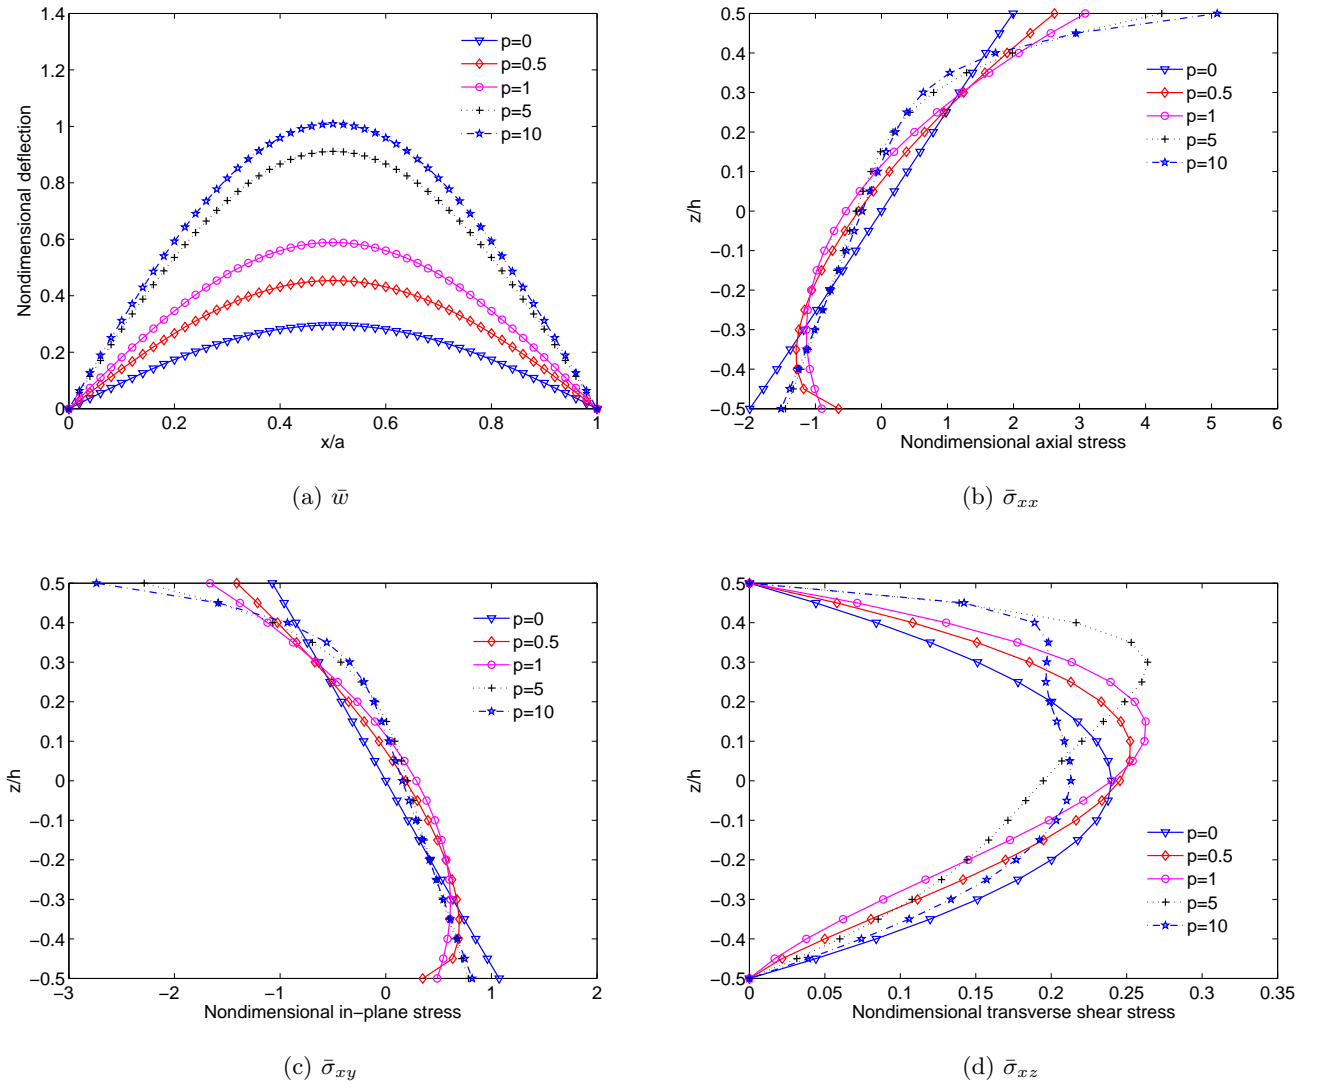 1.4
1.2
1
0.8
0.6
0.4
0.2
0
0 0.2 0.4 0.6 0.8 1
x/a
Nondimensional deflection
p=0
p=0.5
p=1
p=5
p=10
(a) w̄
0.5
0.4
0.3
0.2
0.1
0
−0.1
−0.2
−0.3
−0.4
−0.5
−2 −1 0 1 2 3 4 5 6
Nondimensional axial stress
z/h
p=0
p=0.5
p=1
p=5
p=10
(b) σ̄xx
0.5
0.4
0.3
0.2
0.1
0
−0.1
−0.2
−0.3
−0.4
−0.5
−3 −2 −1 0 1 2
Nondimensional in−plane stress
z/h
p=0
p=0.5
p=1
p=5
p=10
(c) σ̄xy
0.5
0.4
0.3
0.2
0.1
0
−0.1
−0.2
−0.3
−0.4
−0.5
0 0.05 0.1 0.15 0.2 0.25 0.3 0.35
Nondimensional transverse shear stress
z/h
p=0
p=0.5
p=1
p=5
p=10
(d) σ̄xz